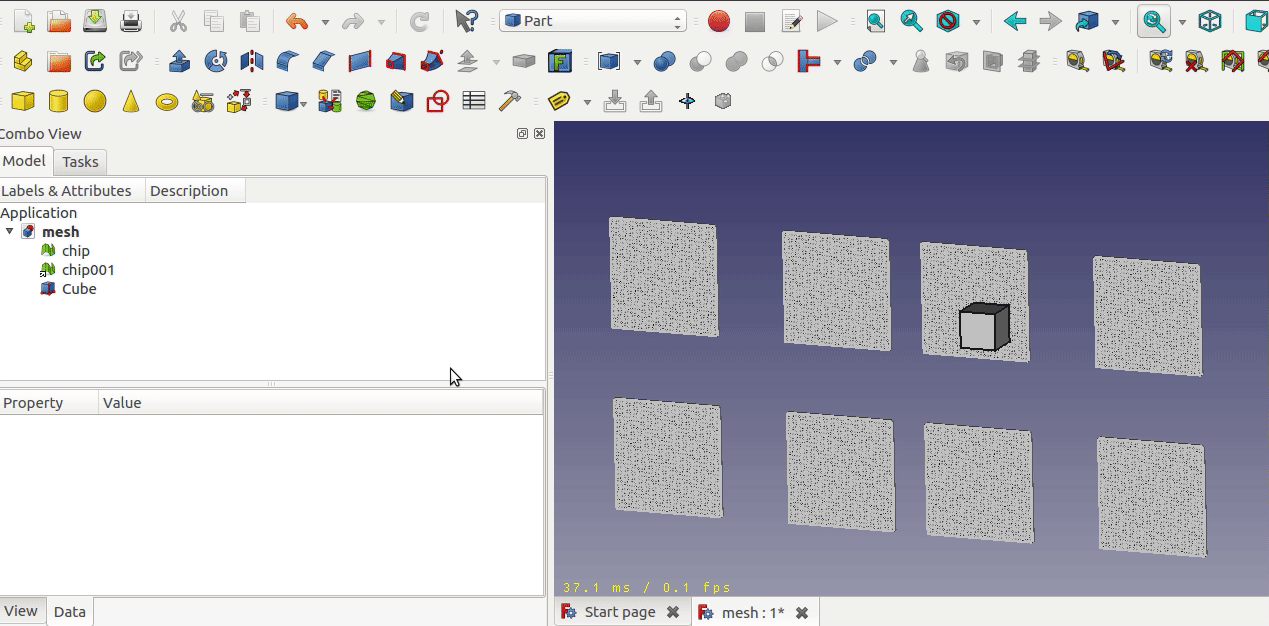 Part
Combo View
Model Tasks
Labels & Attributes Description
Application
mesh
chip
chip001
Cube
Property Value
37.1 ms / 0.1 fps
View Data
Start page mesh : 1*